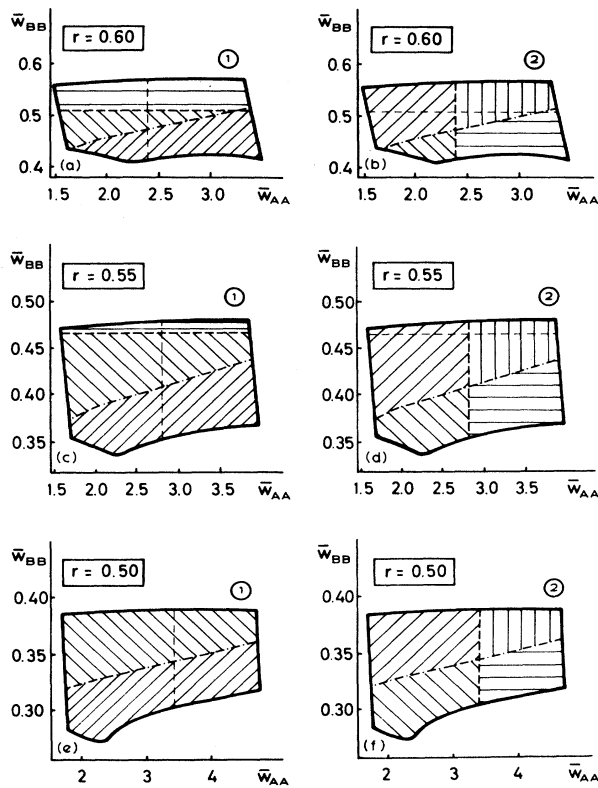 w̄BB
r = 0.60
①
0.6
0.5
0.4
(a)
1.5 2.0 2.5 3.0 w̄AA
w̄BB
r = 0.60
②
0.6
0.5
0.4
(b)
1.5 2.0 2.5 3.0 w̄AA
w̄BB
r = 0.55
①
0.50
0.45
0.40
0.35
(c)
1.5 2.0 2.5 3.0 3.5 w̄AA
w̄BB
r = 0.55
②
0.50
0.45
0.40
0.35
(d)
1.5 2.0 2.5 3.0 3.5 w̄AA
w̄BB
r = 0.50
①
0.40
0.35
0.30
(e)
2 3 4 w̄AA
w̄BB
r = 0.50
②
0.40
0.35
0.30
(f)
2 3 4 w̄AA